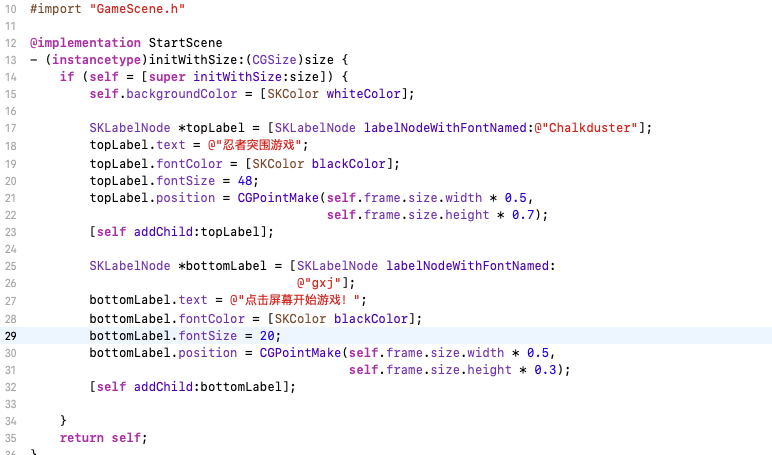 10 #import "GameScene.h"
11
12 @implementation StartScene
13 - (instancetype)initWithSize:(CGSize)size {
14     if (self = [super initWithSize:size]) {
15         self.backgroundColor = [SKColor whiteColor];
16
17         SKLabelNode *topLabel = [SKLabelNode labelNodeWithFontNamed:@"Chalkduster"];
18         topLabel.text = @"忍者突围游戏";
19         topLabel.fontColor = [SKColor blackColor];
20         topLabel.fontSize = 48;
21         topLabel.position = CGPointMake(self.frame.size.width * 0.5,
22                                         self.frame.size.height * 0.7);
23         [self addChild:topLabel];
24
25         SKLabelNode *bottomLabel = [SKLabelNode labelNodeWithFontNamed:
26                                     @"gxj"];
27         bottomLabel.text = @"点击屏幕开始游戏！";
28         bottomLabel.fontColor = [SKColor blackColor];
29         bottomLabel.fontSize = 20;
30         bottomLabel.position = CGPointMake(self.frame.size.width * 0.5,
31                                            self.frame.size.height * 0.3);
32         [self addChild:bottomLabel];
33
34     }
35     return self;